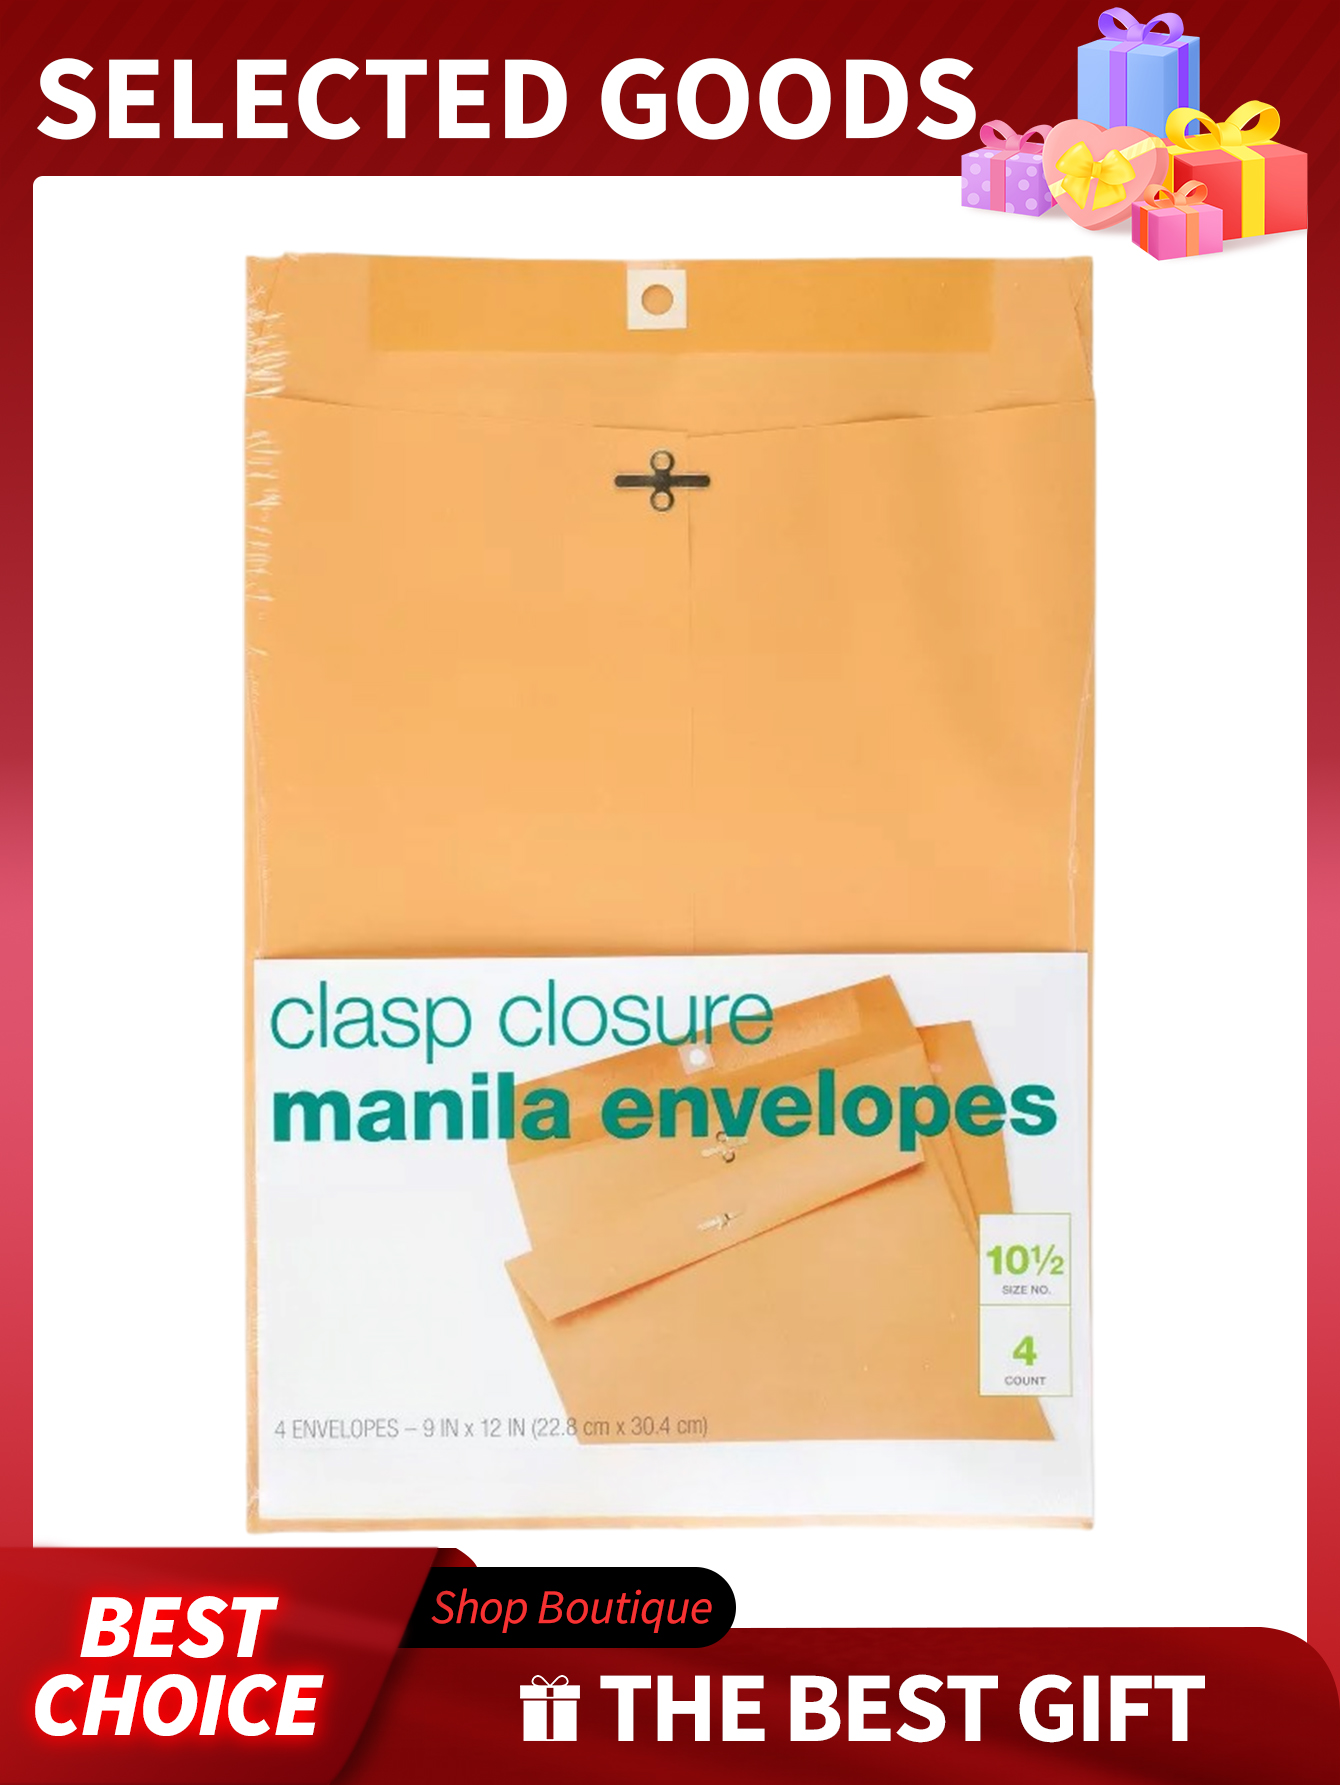 SELECTED GOODS
clasp closure
manila envelopes
10½
SIZE NO.
4
COUNT
4 ENVELOPES – 9 IN x 12 IN (22.8 cm x 30.4 cm)
BEST
CHOICE
Shop Boutique
THE BEST GIFT